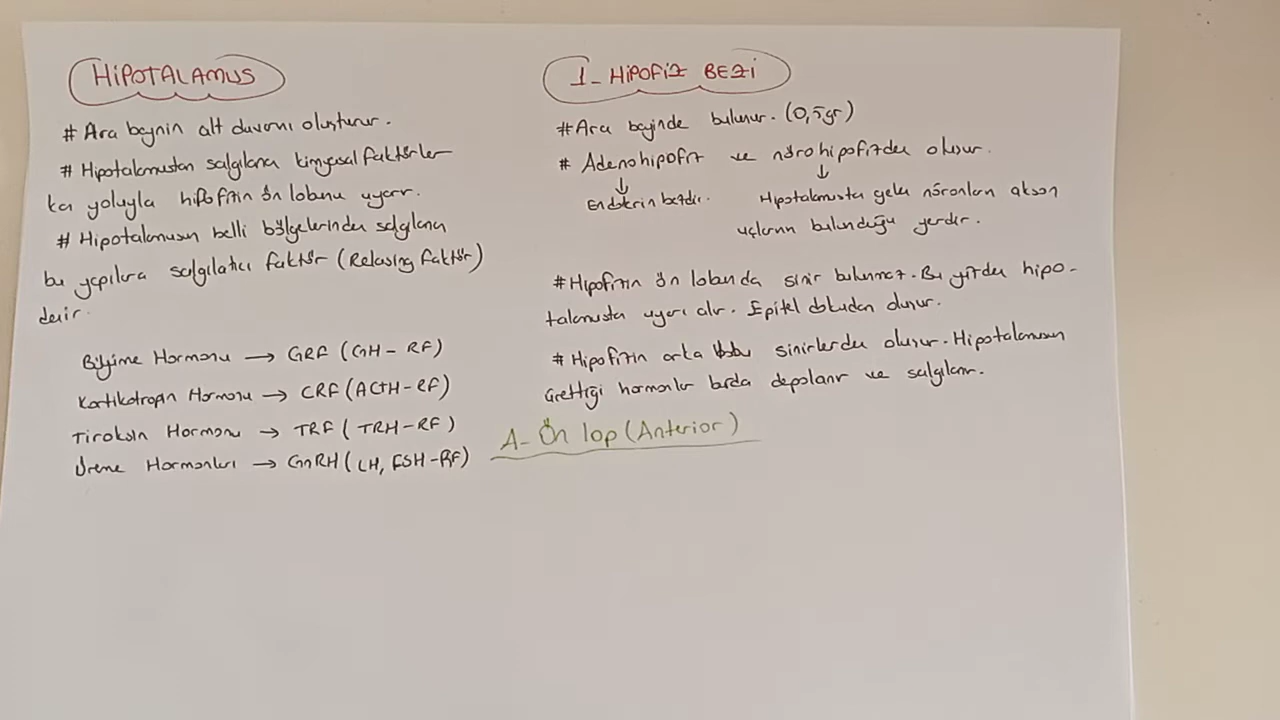 HİPOTALAMUS
# Ara beynin alt duvarını oluşturur.
# Hipotalamustan salgılanan kimyasal faktörler
kan yoluyla hipofizin ön lobunu uyarır.
# Hipotalamusun belli bölgelerinden salgılanan
bu yapılara salgılatıcı faktör (Relasing faktör)
denir.
Büyüme Hormonu → GRF (GH-RF)
Kortikotropin Hormonu → CRF (ACTH-RF)
Tiroksin Hormonu → TRF (TRH-RF)
Üreme Hormonları → GnRH (LH, FSH-RF)
1- HİPOFİZ BEZİ
# Ara beyinde bulunur. (0,5gr)
# Adenohipofiz ve nörohipofizden oluşur.
↓ ↓
Endokrin bezdir. Hipotalamustan gelen nöronların akson
uçlarının bulunduğu yerdir.
# Hipofizin ön lobunda sinir bulunmaz. Bu yüzden hipo-
talamustan uyarı alır. Epitel dokudan oluşur.
# Hipofizin arka lobu sinirlerden oluşur. Hipotalamusun
ürettiği hormonlar burda depolanır ve salgılanır.
A- Ön lop (Anterior)